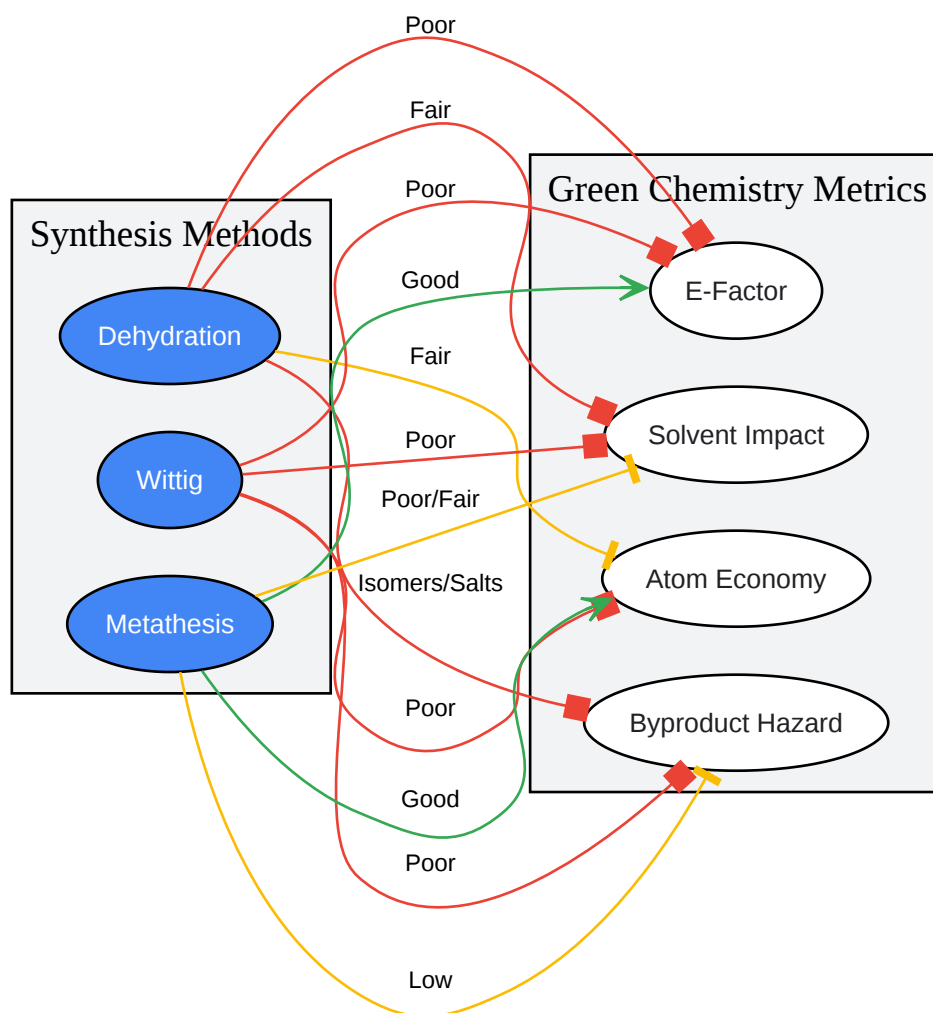 Poor
Fair
Green Chemistry Metrics
Poor
Synthesis Methods
Good
E-Factor
Dehydration
Fair
Poor
Solvent Impact
Wittig
Poor/Fair
Isomers/Salts
Atom Economy
Metathesis
Poor
Byproduct Hazard
Good
Poor
Low